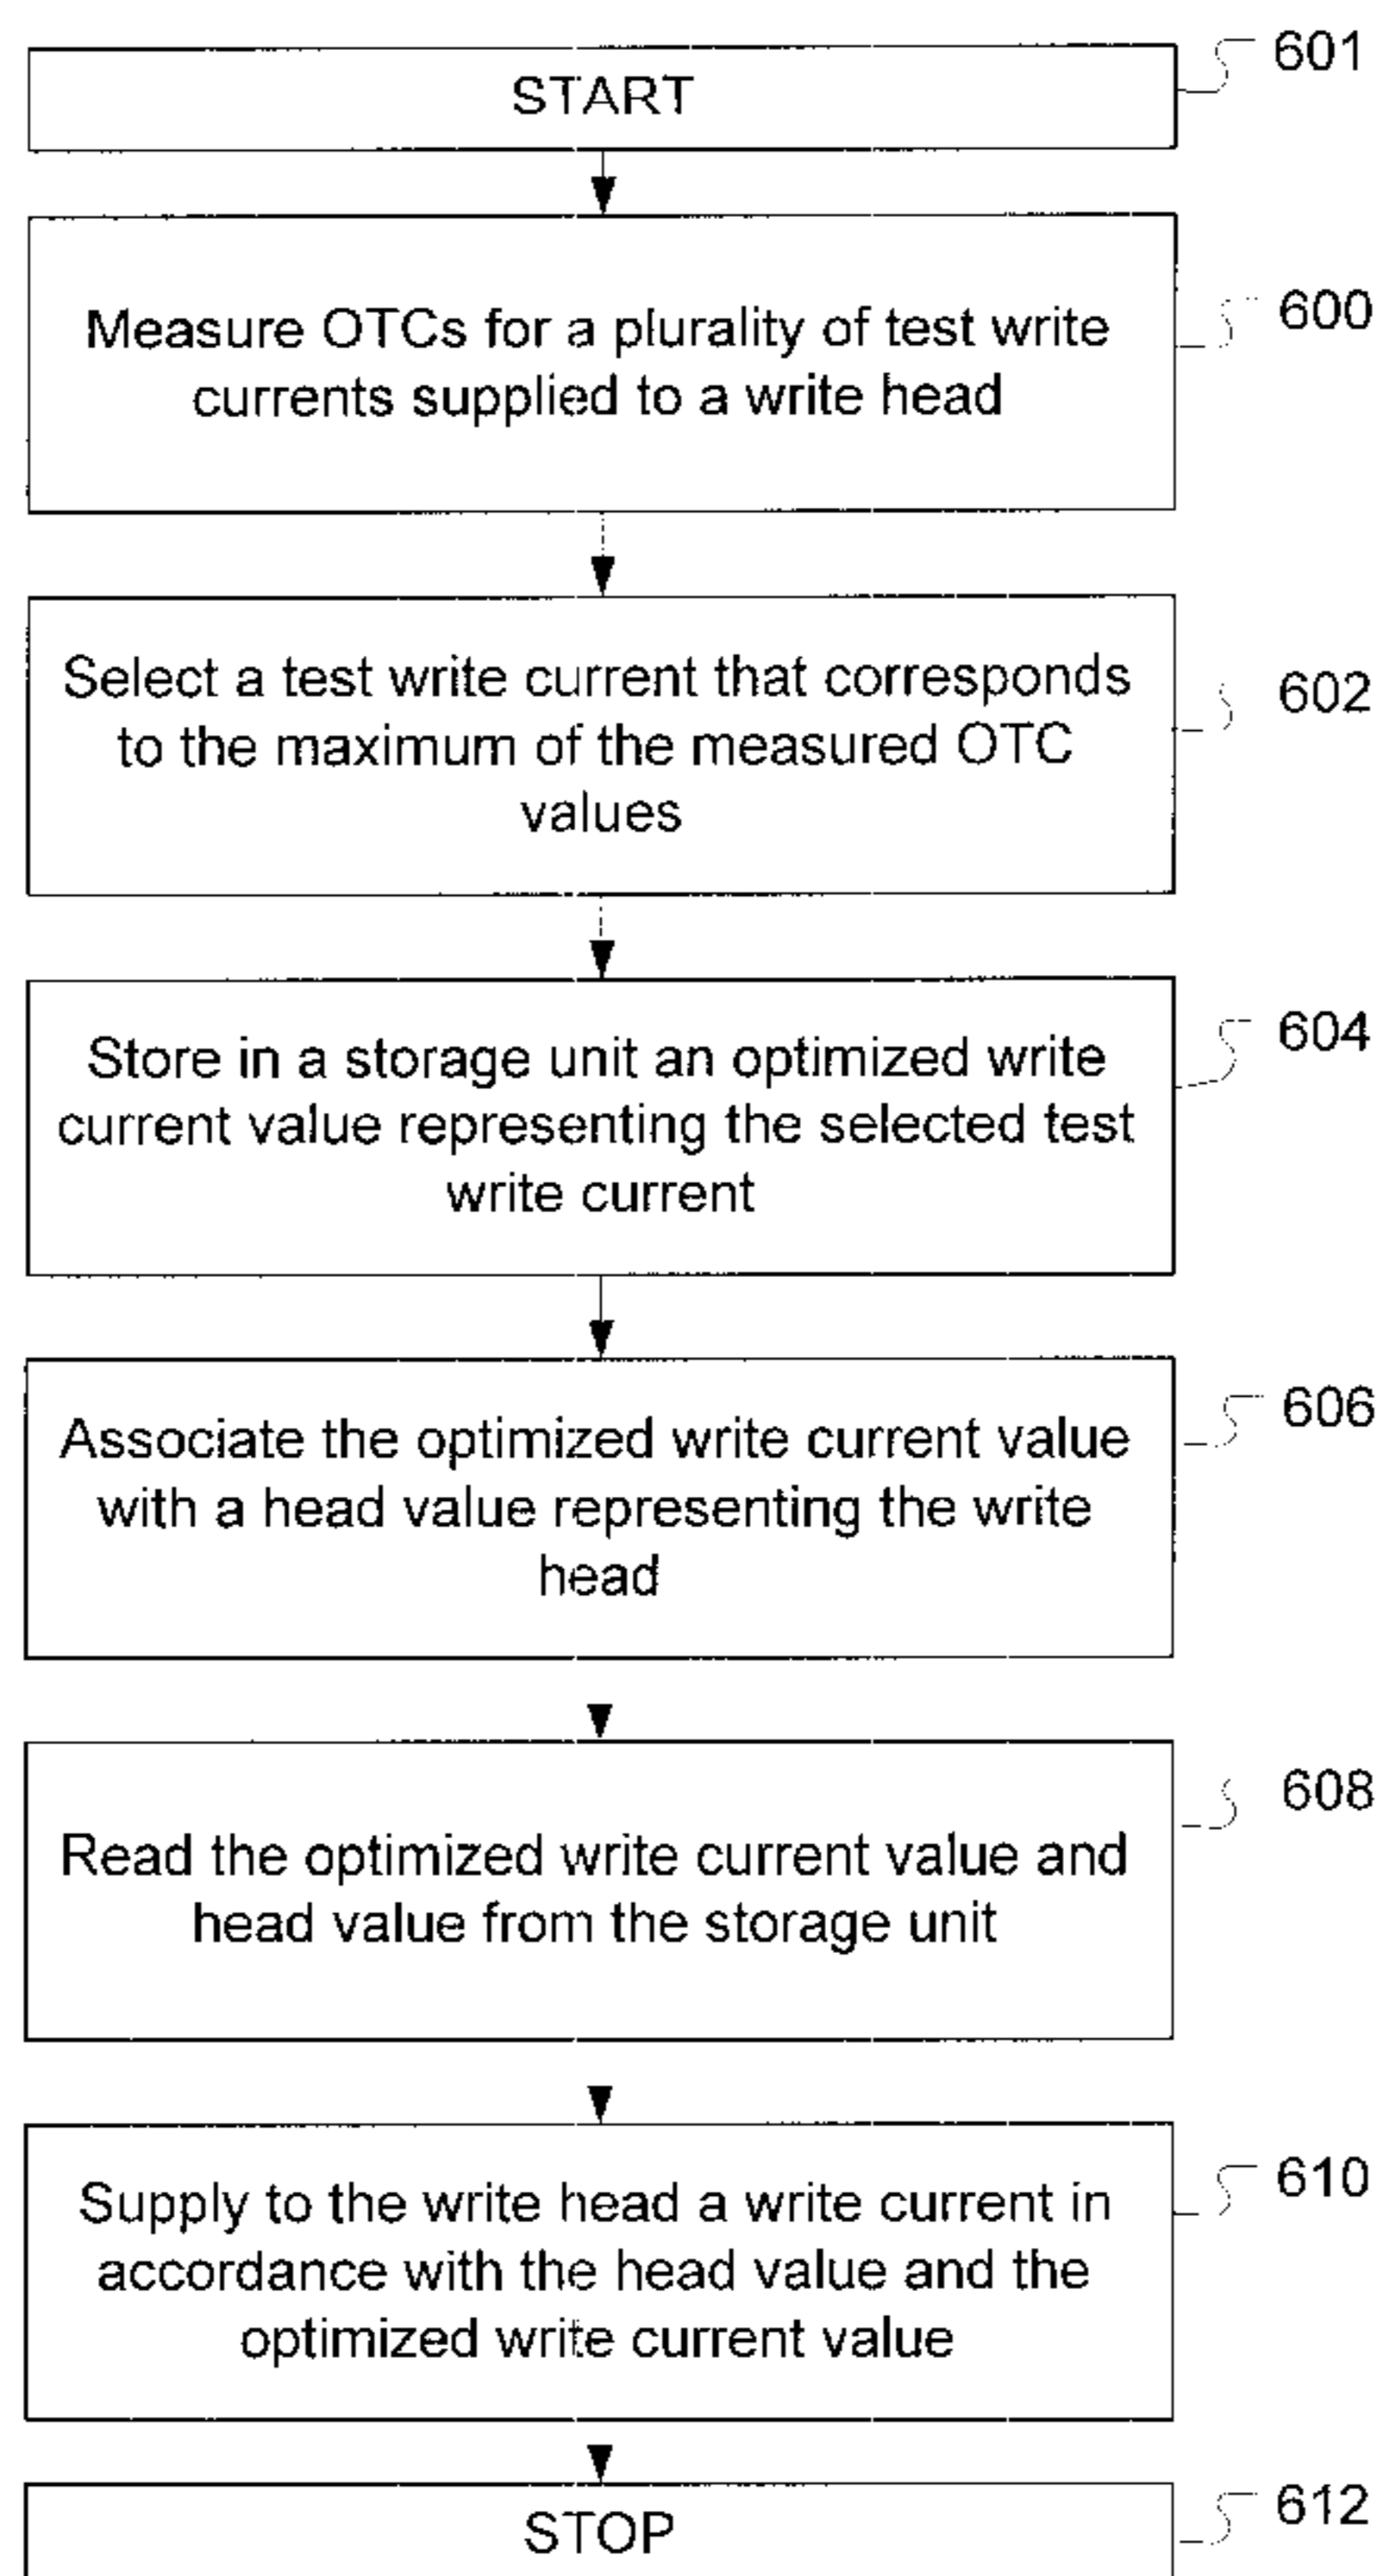 START
601
Measure OTCs for a plurality of test write
currents supplied to a write head
600
Select a test write current that corresponds
to the maximum of the measured OTC
values
602
Store in a storage unit an optimized write
current value representing the selected test
write current
604
Associate the optimized write current value
with a head value representing the write
head
606
Read the optimized write current value and
head value from the storage unit
608
Supply to the write head a write current in
accordance with the head value and the
optimized write current value
610
STOP
612